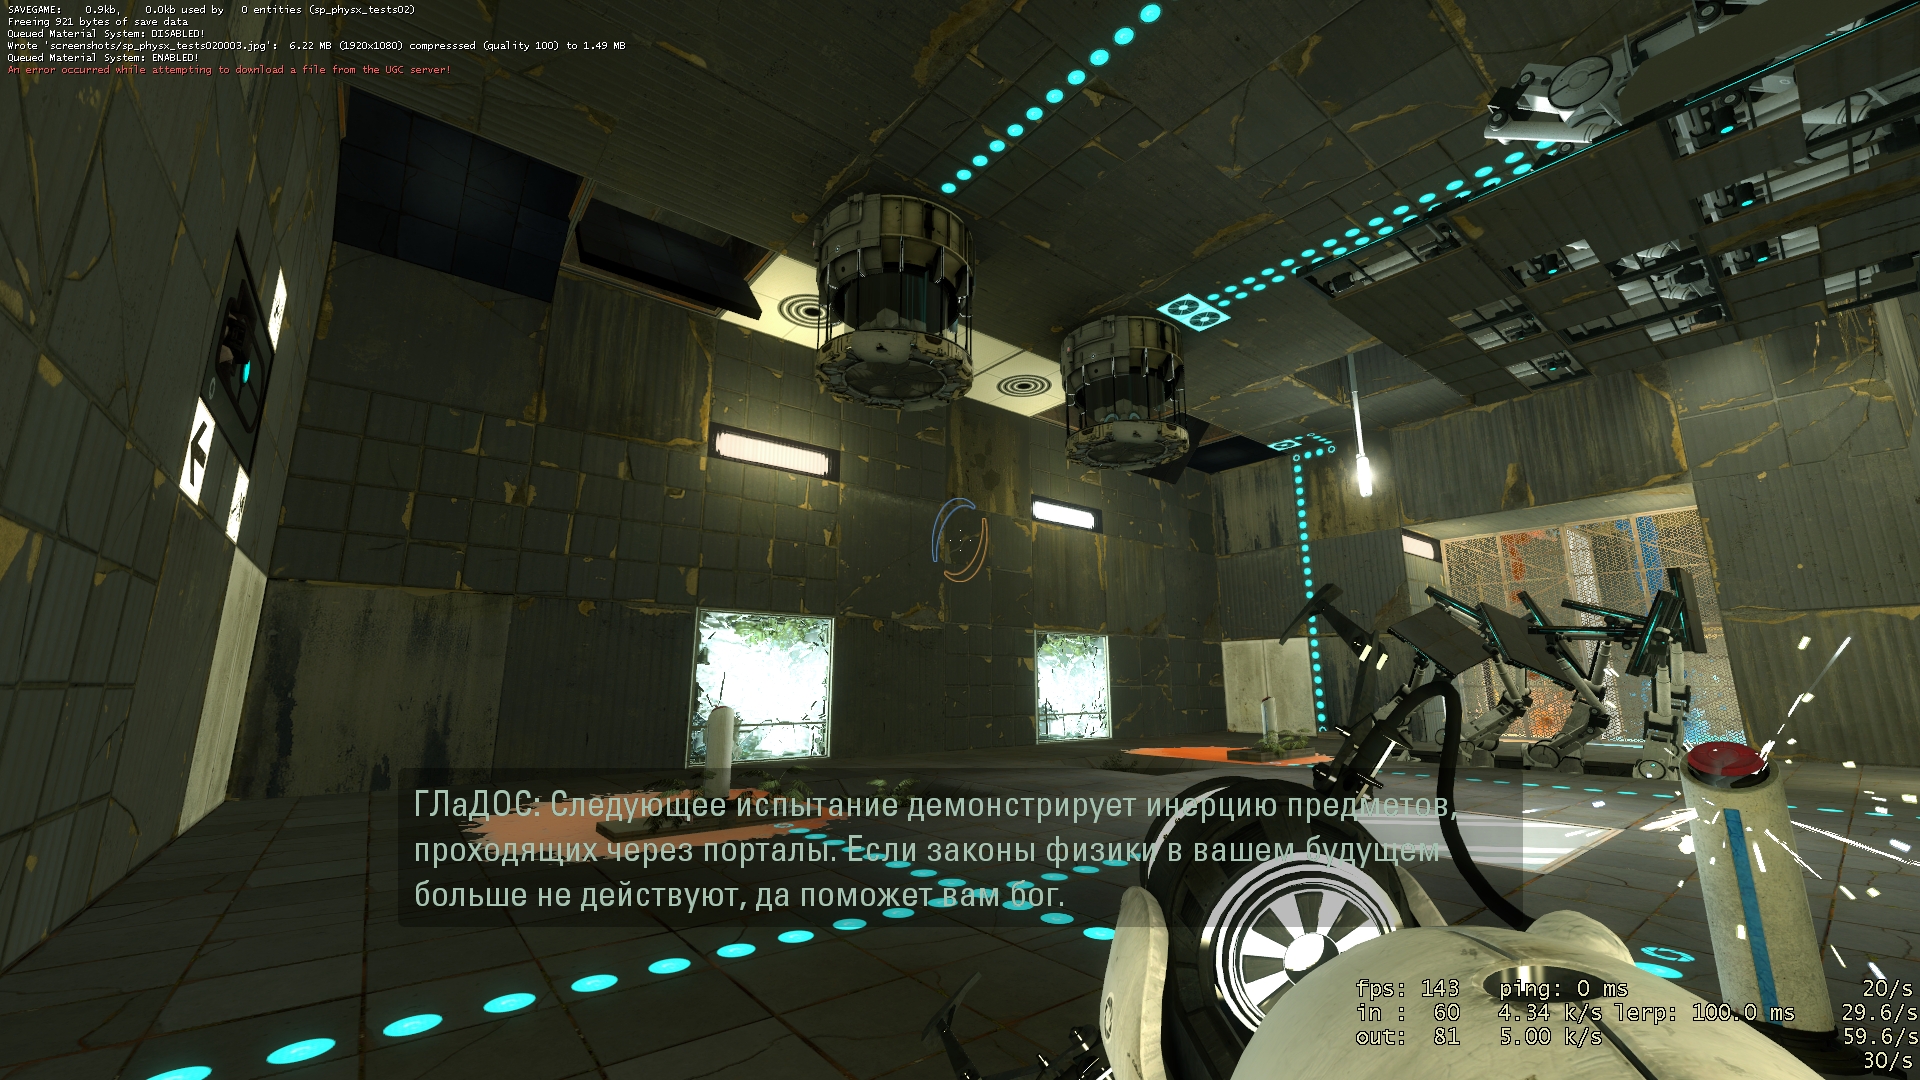 SAVEGAME: 0.9kb, 0.0kb used by 0 entities (sp_physx_tests02)
Freeing 921 bytes of save data
Queued Material System: DISABLED!
Wrote 'screenshots/sp_physx_tests020003.jpg': 6.22 MB (1920x1080) compresssed (quality 100) to 1.49 MB
Queued Material System: ENABLED!
An error occurred while attempting to download a file from the UGC server!
ГЛаДОС: Следующее испытание демонстрирует инерцию предметов,
проходящих через порталы. Если законы физики в вашем будущем
больше не действуют, да поможет вам бог.
fps: 143 ping: 0 ms 20/s
in : 60 4.34 k/s lerp: 100.0 ms 29.6/s
out: 81 5.00 k/s 59.6/s
30/s